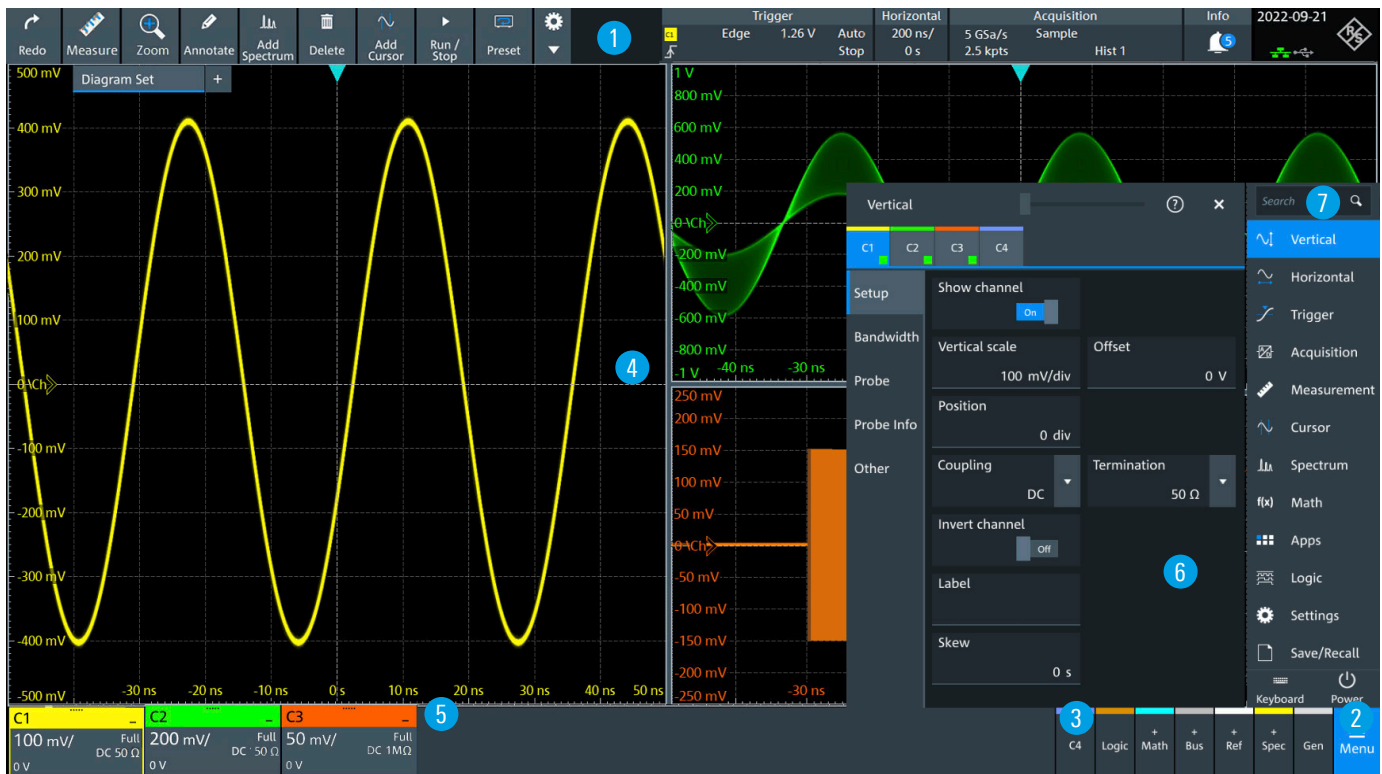 Redo
Measure
Zoom
Annotate
Add Spectrum
Delete
Add Cursor
Run / Stop
Preset
1
C1
Trigger
Edge 1.26 V Auto
Stop
Horizontal
200 ns/
0 s
Acquisition
5 GSa/s Sample
2.5 kpts Hist 1
Info
5
2022-09-21
R&S
Diagram Set +
500 mV
400 mV
300 mV
200 mV
100 mV
0 \Ch
-100 mV
-200 mV
-300 mV
-400 mV
-500 mV
-30 ns -20 ns -10 ns 0 s 10 ns 20 ns 30 ns 40 ns 50 ns
4
1 V
800 mV
600 mV
400 mV
200 mV
0 \Ch
-200 mV
-400 mV
-600 mV
-800 mV
-1 V -40 ns -30 ns
250 mV
200 mV
150 mV
100 mV
50 mV
0 \Ch
-50 mV
-100 mV
-150 mV
-200 mV
-250 mV -30 ns
Vertical ? ×
C1 C2 C3 C4
Setup
Bandwidth
Probe
Probe Info
Other
Show channel
On
Vertical scale
100 mV/div
Offset
0 V
Position
0 div
Coupling
DC
Termination
50 Ω
Invert channel
Off
Label
Skew
0 s
6
Search 7
Vertical
Horizontal
Trigger
Acquisition
Measurement
Cursor
Spectrum
f(x) Math
Apps
Logic
Settings
Save/Recall
Keyboard Power
C1
100 mV/ Full
DC 50 Ω
0 V
C2
200 mV/ Full
DC 50 Ω
0 V
C3
50 mV/ Full
DC 1MΩ
0 V
5
3
C4
Logic
+ Math
+ Bus
+ Ref
+ Spec
Gen
2
Menu